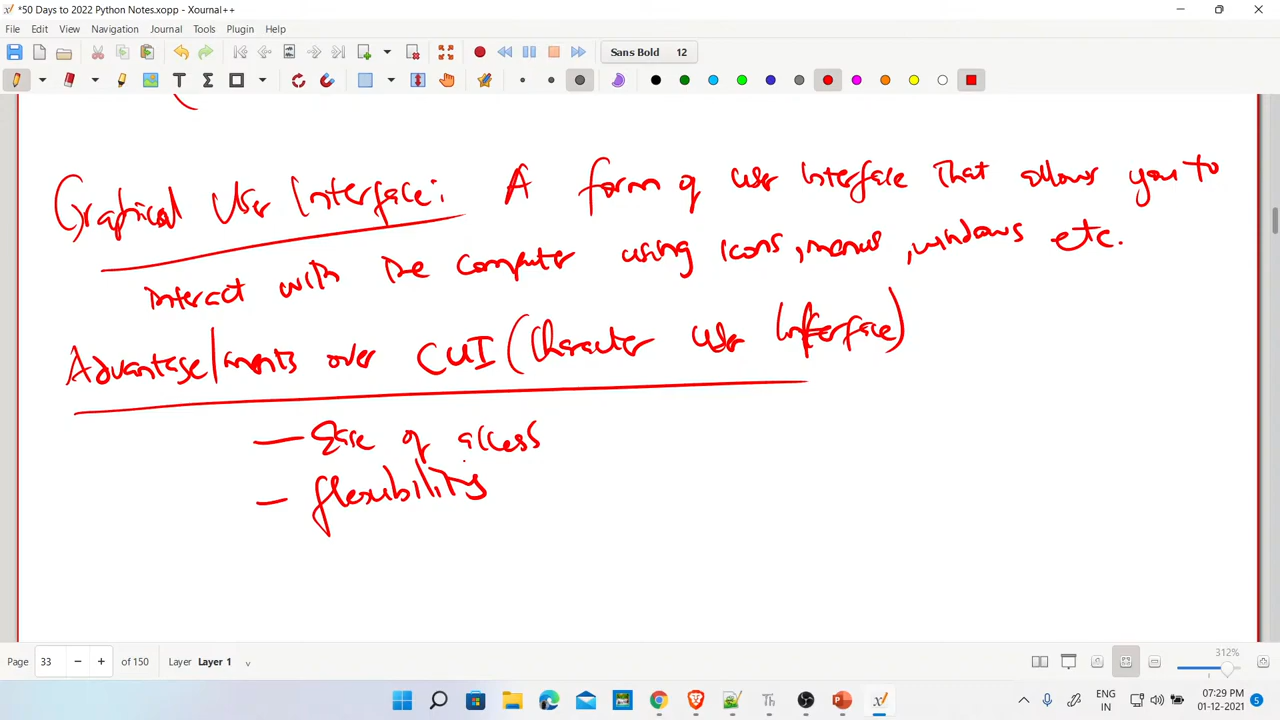 *50 Days to 2022 Python Notes.xopp - Xournal++
File Edit View Navigation Journal Tools Plugin Help
Sans Bold 12
Graphical User Interface: A form of user Interface That allows you to
interact with the computer using icons, menus, windows etc.
Advantage/ments over CUI (Character User Interface)
— Ease of access
— flexibility
Page 33 of 150 Layer Layer 1
312%
ENG
IN
07:29 PM
01-12-2021
5